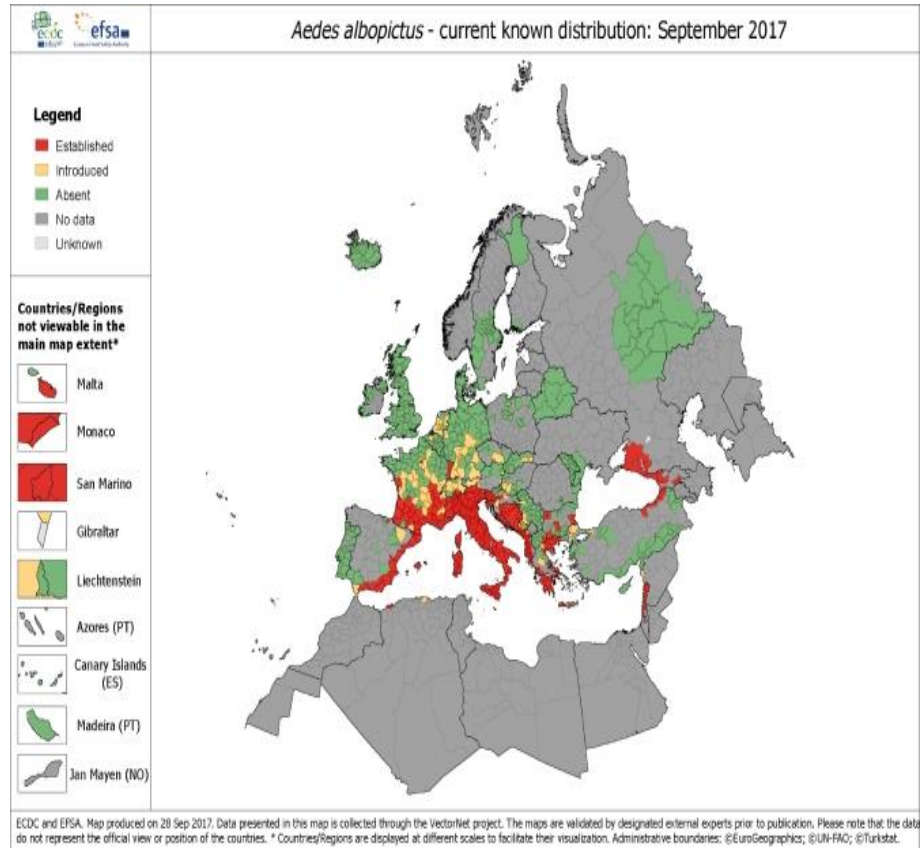 ecdc
efsa
European Food Safety Authority
Aedes albopictus - current known distribution: September 2017
Legend
Established
Introduced
Absent
No data
Unknown
Countries/Regions
not viewable in the
main map extent*
Malta
Monaco
San Marino
Gibraltar
Liechtenstein
Azores (PT)
Canary Islands
(ES)
Madeira (PT)
Jan Mayen (NO)
ECDC and EFSA. Map produced on 28 Sep 2017. Data presented in this map is collected through the VectorNet project. The maps are validated by designated external experts prior to publication. Please note that the data
do not represent the official view or position of the countries. * Countries/Regions are displayed at different scales to facilitate their visualization. Administrative boundaries: ©EuroGeographics; ©UN-FAO; ©Turkstat.